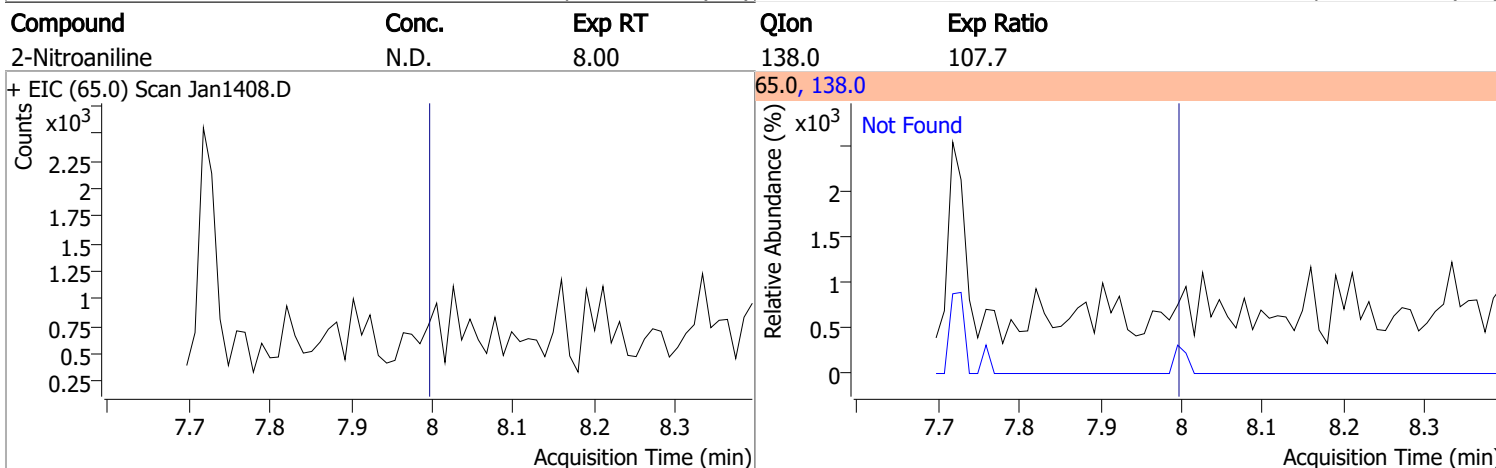 Compound Conc. Exp RT QIon Exp Ratio
2-Nitroaniline N.D. 8.00 138.0 107.7
+ EIC (65.0) Scan Jan1408.D
Counts
x10³
2.25
2
1.75
1.5
1.25
1
0.75
0.5
0.25
7.7 7.8 7.9 8 8.1 8.2 8.3
Acquisition Time (min)
65.0, 138.0
Relative Abundance (%)
x10³
Not Found
2
1.5
1
0.5
0
7.7 7.8 7.9 8 8.1 8.2 8.3
Acquisition Time (min)